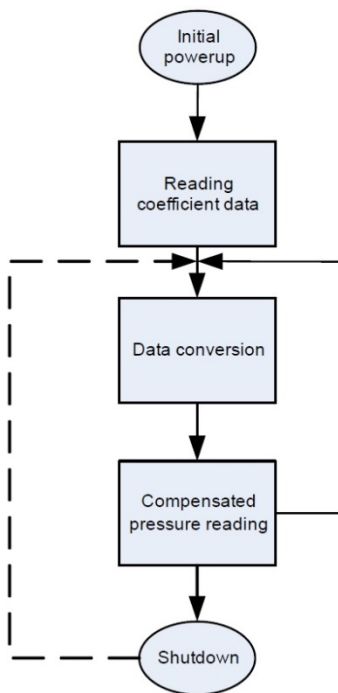 Initial
powerup
Reading
coefficient data
Data conversion
Compensated
pressure reading
Shutdown